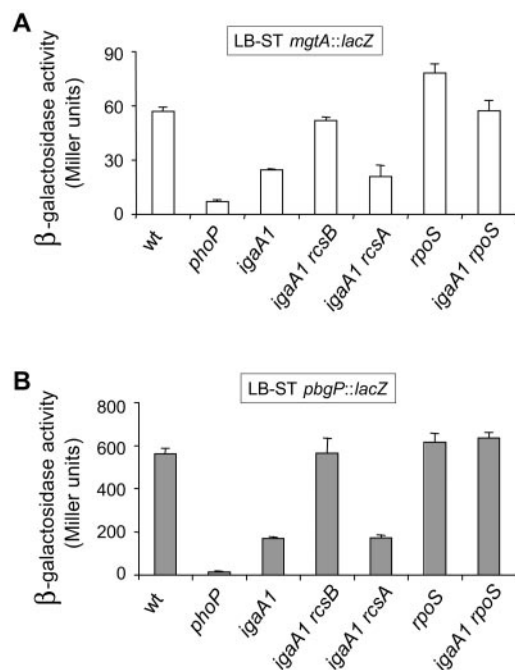 A
LB-ST mgtA::lacZ
β-galactosidase activity
(Miller units)
90
60
30
0
wt
phoP
igaA1
igaA1 rcsB
igaA1 rcsA
rpoS
igaA1 rpoS
B
LB-ST pbgP::lacZ
β-galactosidase activity
(Miller units)
800
600
400
200
0
wt
phoP
igaA1
igaA1 rcsB
igaA1 rcsA
rpoS
igaA1 rpoS